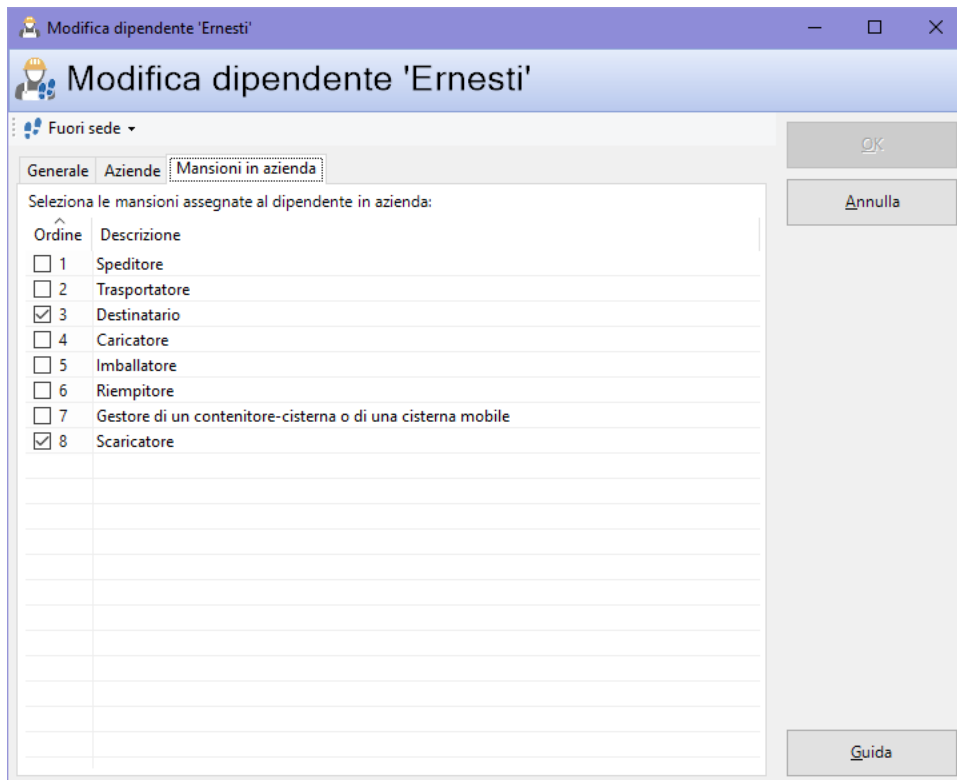 Modifica dipendente 'Ernesti'
Modifica dipendente 'Ernesti'
Fuori sede
OK
Generale Aziende Mansioni in azienda
Annulla
Seleziona le mansioni assegnate al dipendente in azienda:
Ordine Descrizione
1 Speditore
2 Trasportatore
3 Destinatario
4 Caricatore
5 Imballatore
6 Riempitore
7 Gestore di un contenitore-cisterna o di una cisterna mobile
8 Scaricatore
Guida